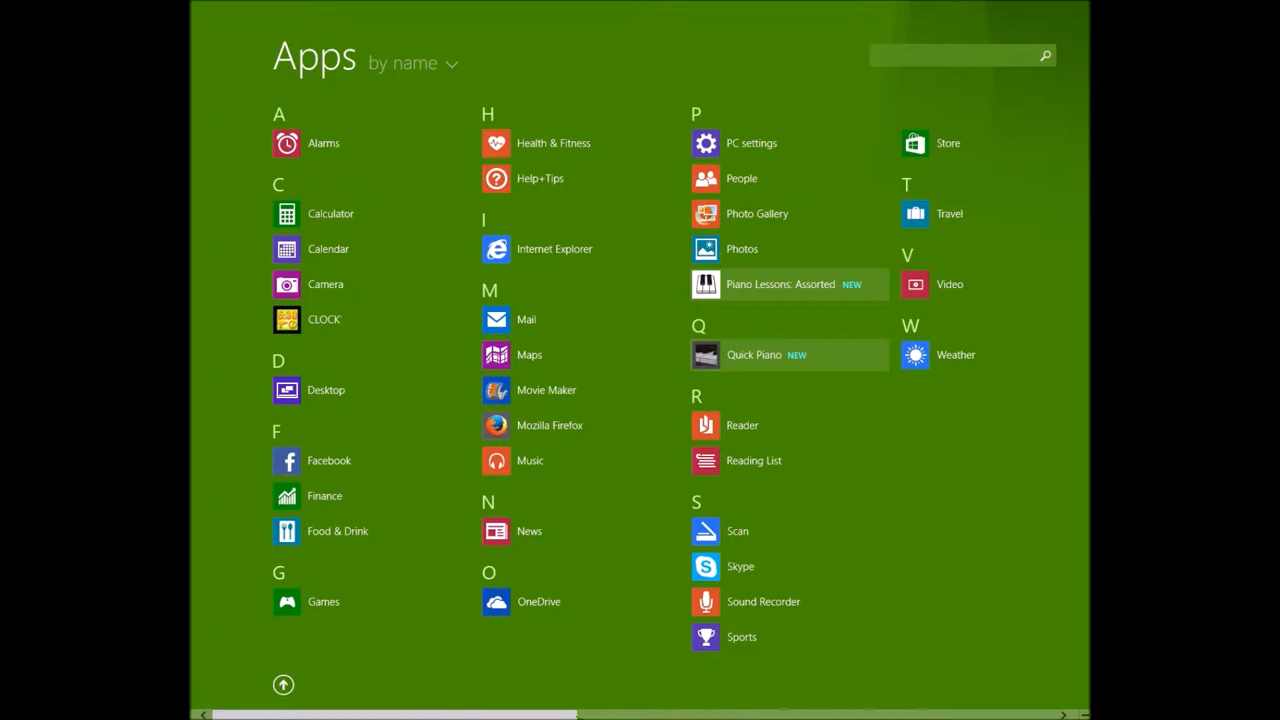 Apps by name
A
Alarms
C
Calculator
Calendar
Camera
CLOCK'
D
Desktop
F
Facebook
Finance
Food & Drink
G
Games
H
Health & Fitness
Help+Tips
I
Internet Explorer
M
Mail
Maps
Movie Maker
Mozilla Firefox
Music
N
News
O
OneDrive
P
PC settings
People
Photo Gallery
Photos
Piano Lessons: Assorted NEW
Q
Quick Piano NEW
R
Reader
Reading List
S
Scan
Skype
Sound Recorder
Sports
Store
T
Travel
V
Video
W
Weather